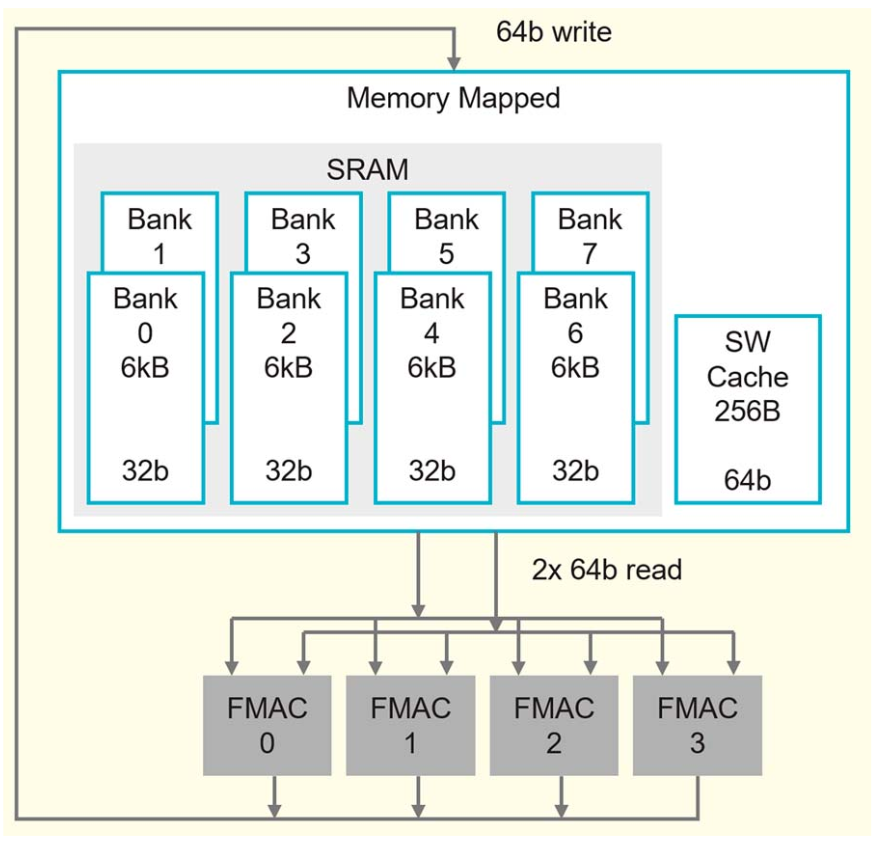 64b write
Memory Mapped
SRAM
Bank
1
Bank
3
Bank
5
Bank
7
Bank
0
6kB
32b
Bank
2
6kB
32b
Bank
4
6kB
32b
Bank
6
6kB
32b
SW
Cache
256B
64b
2x 64b read
FMAC
0
FMAC
1
FMAC
2
FMAC
3